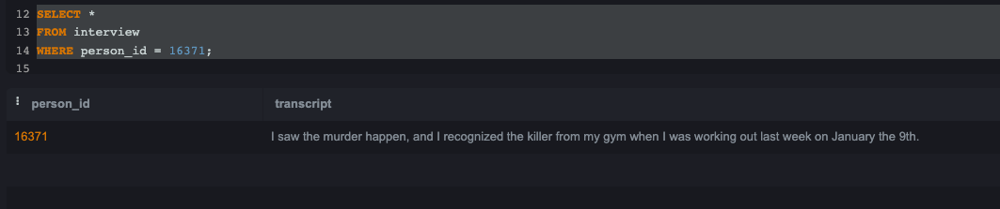 12 SELECT *
13 FROM interview
14 WHERE person_id = 16371;
15
person_id transcript
16371 I saw the murder happen, and I recognized the killer from my gym when I was working out last week on January the 9th.